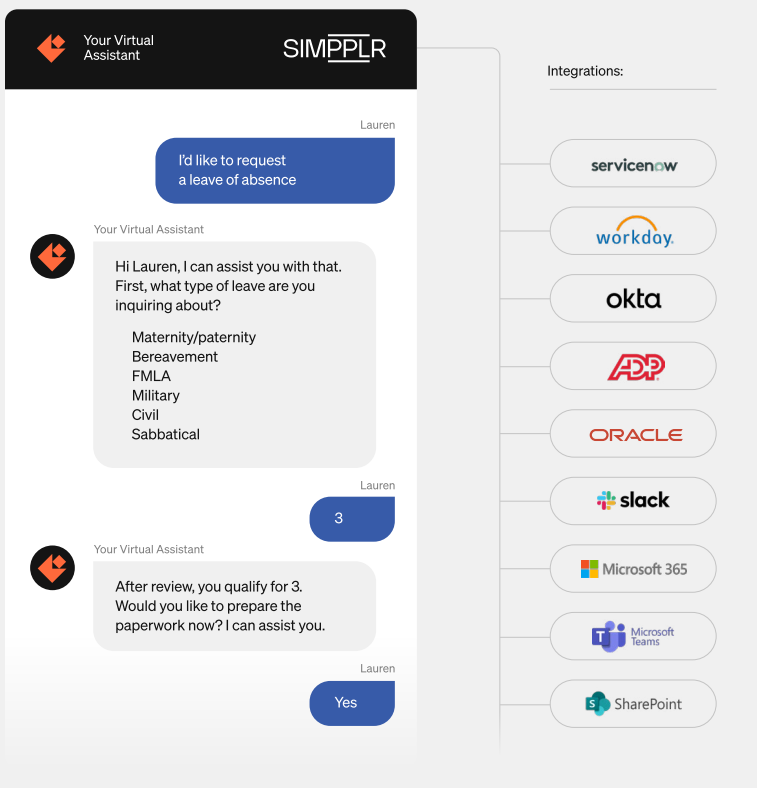 Your Virtual
Assistant
SIMPPLR
Lauren
I'd like to request
a leave of absence
Your Virtual Assistant
Hi Lauren, I can assist you with that.
First, what type of leave are you
inquiring about?
Maternity/paternity
Bereavement
FMLA
Military
Civil
Sabbatical
Lauren
3
Your Virtual Assistant
After review, you qualify for 3.
Would you like to prepare the
paperwork now? I can assist you.
Lauren
Yes
Integrations:
servicenow
workday.
okta
ADP
ORACLE
slack
Microsoft 365
T
Microsoft
Teams
S
SharePoint